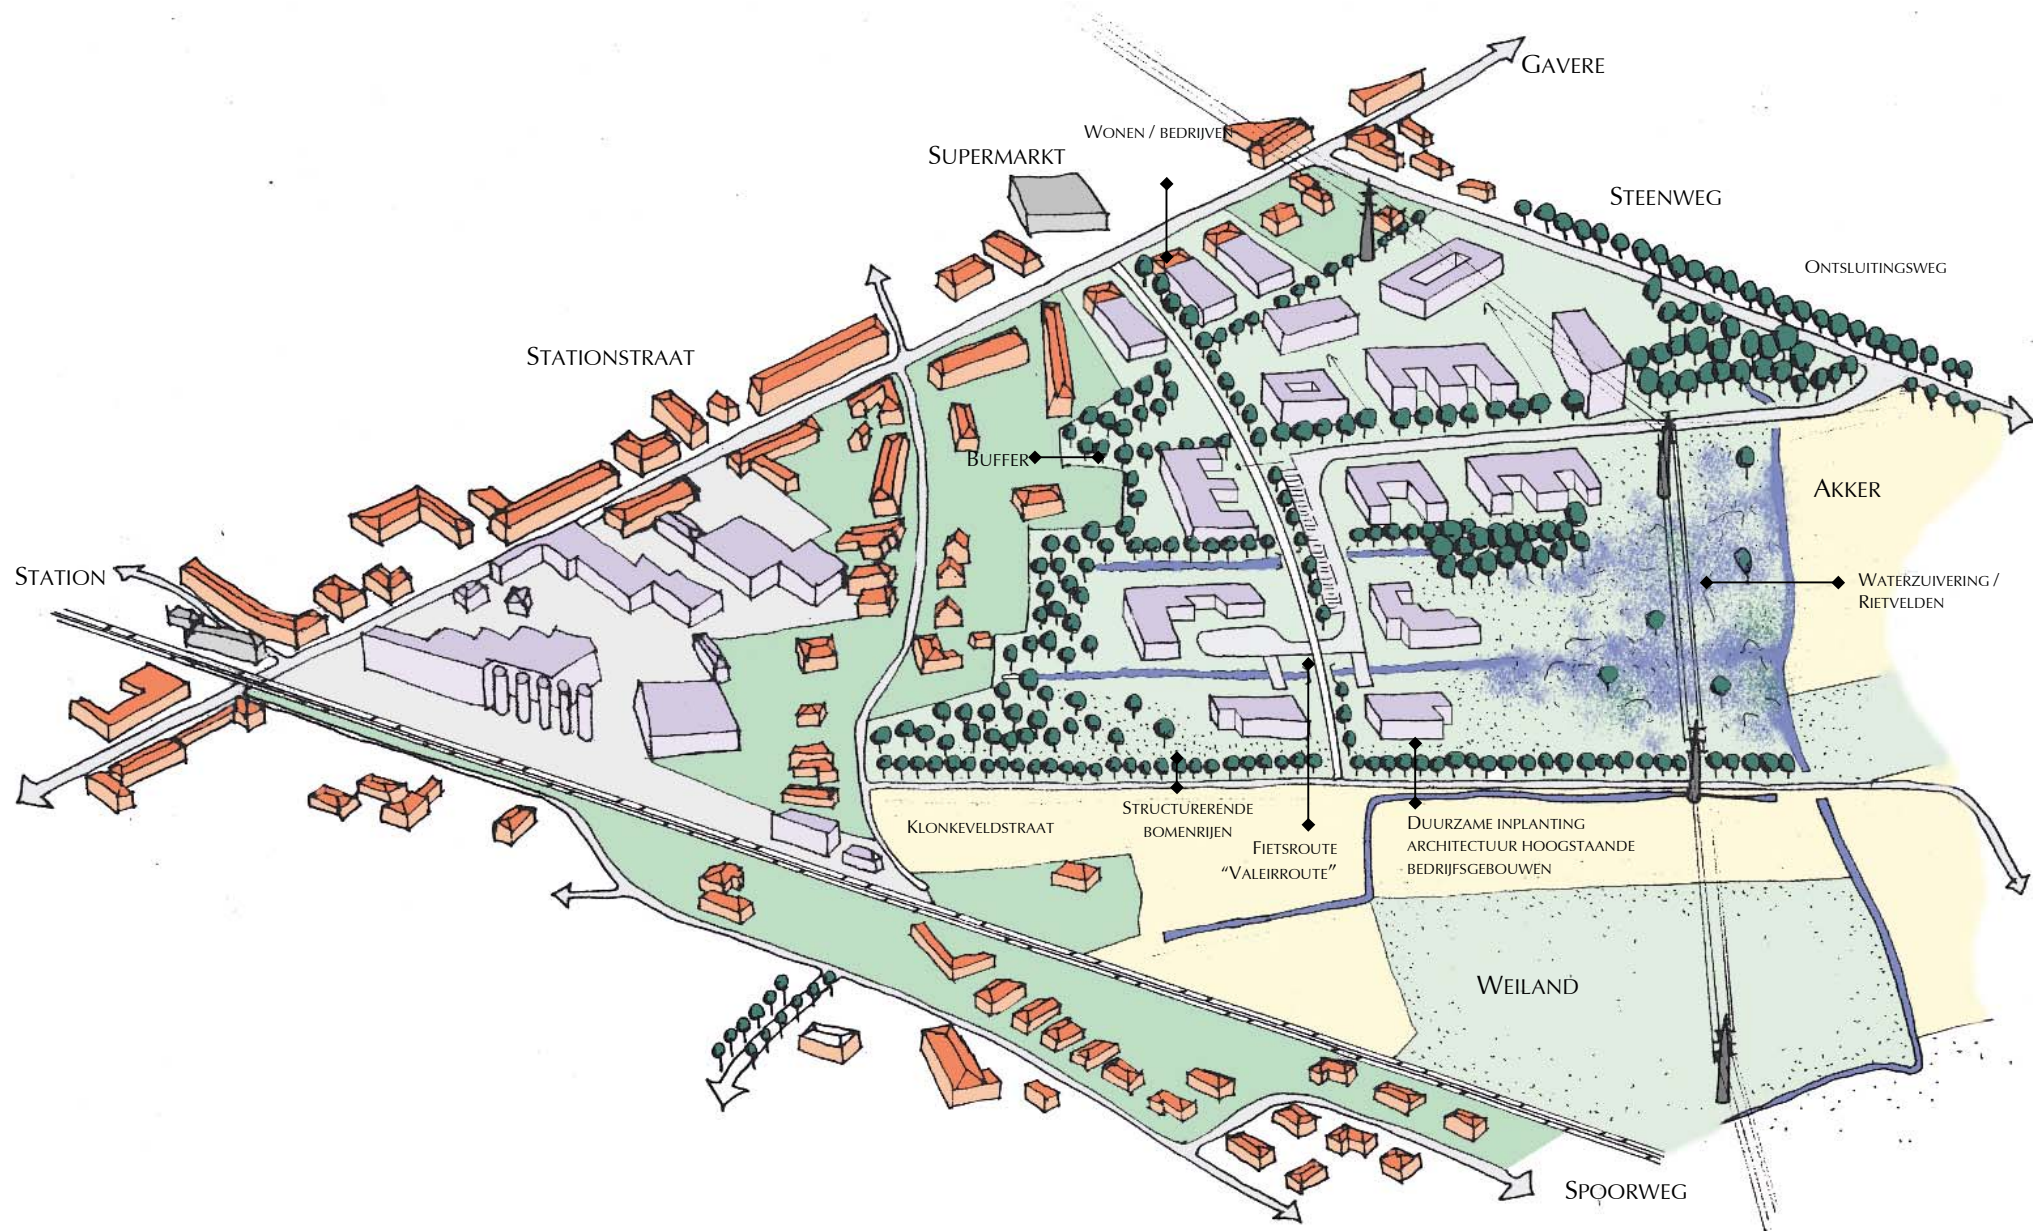 GAVERE
WONEN / BEDRIJVEN
SUPERMARKT
STEENWEG
ONTSLUITINGSWEG
STATIONSTRAAT
BUFFER
AKKER
STATION
WATERZUIVERING /
RIETVELDEN
KLONKEVELDSTRAAT
STRUCTURERENDE
BOMENRIJEN
FIETSROUTE
“VALEIRROUTE”
DUURZAME INPLANTING
ARCHITECTUUR HOOGSTAANDE
BEDRIJFSGEBOUWEN
WEILAND
SPOORWEG